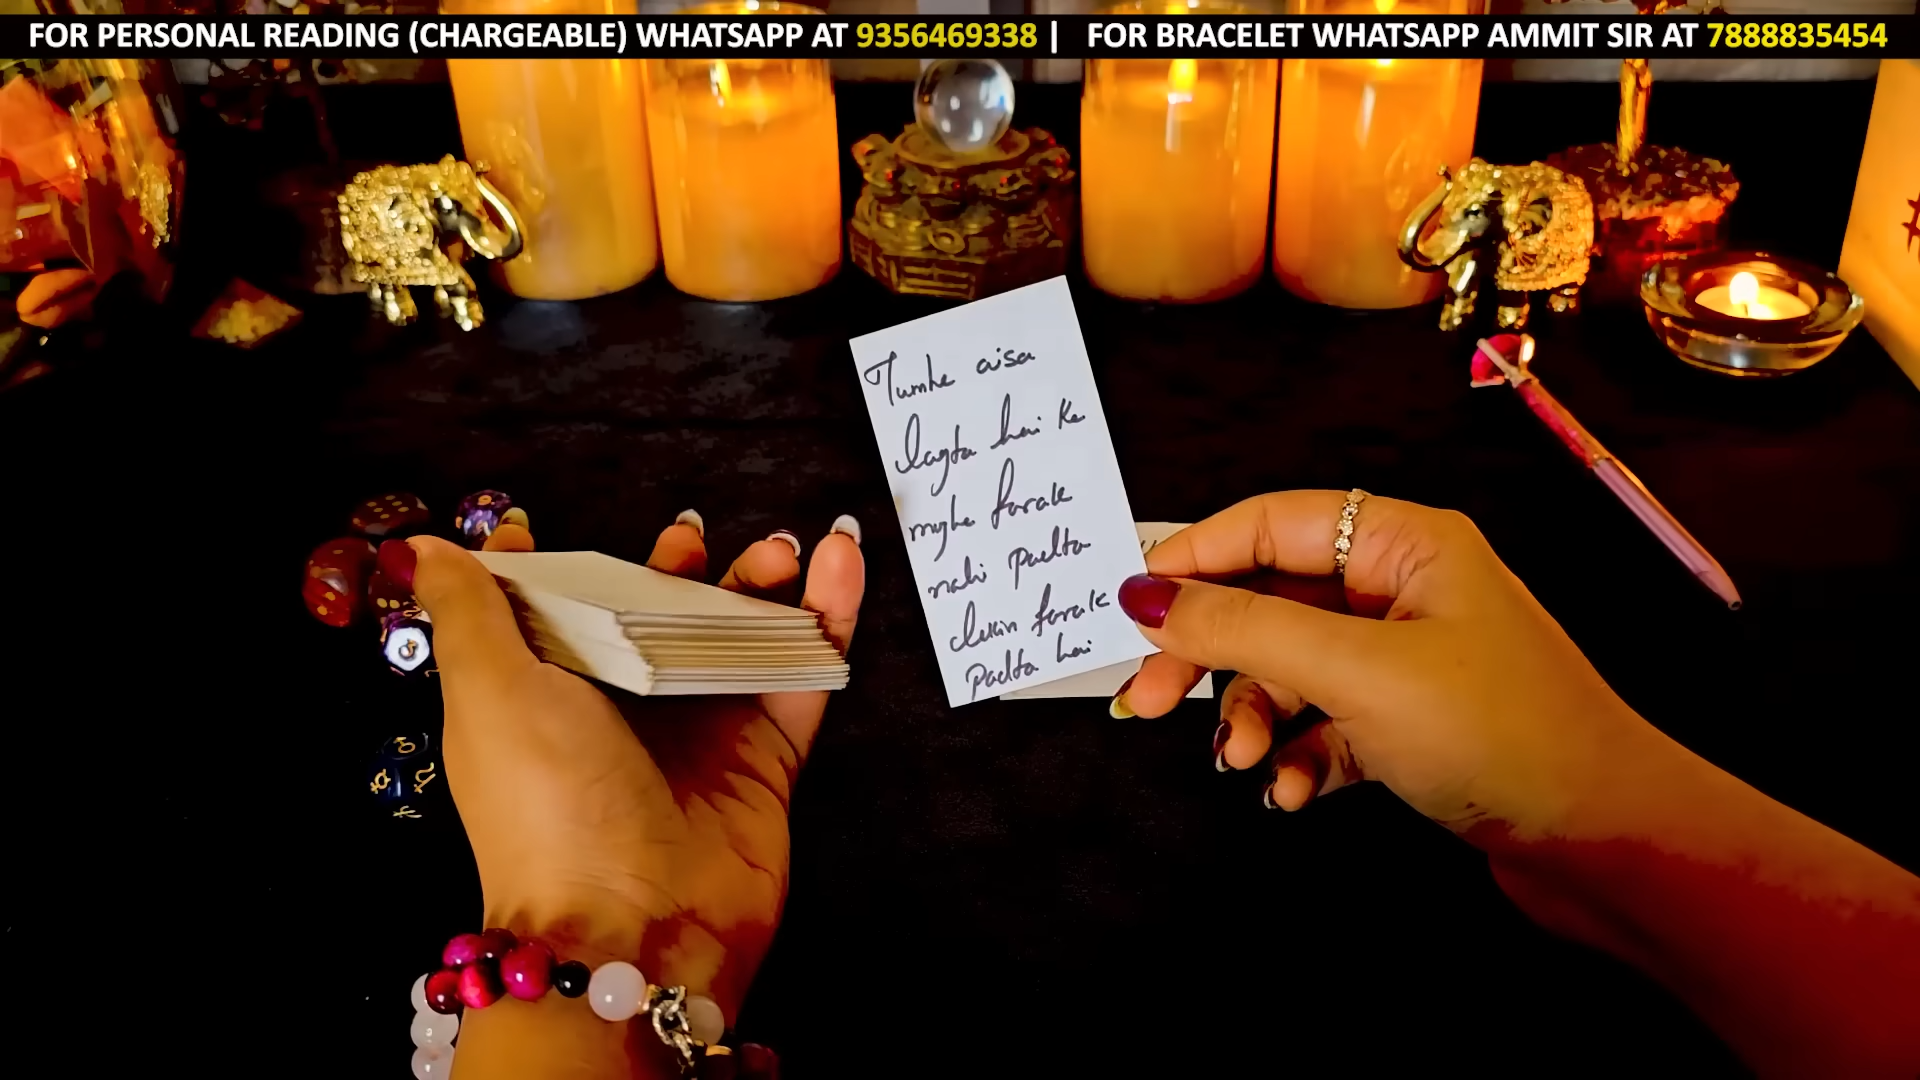 FOR PERSONAL READING (CHARGEABLE) WHATSAPP AT 9356469338 | FOR BRACELET WHATSAPP AMMIT SIR AT 7888835454
Tumhe aisa
lagta hai ke
mujhe farak
nahi padta
lekin farak
padta hai